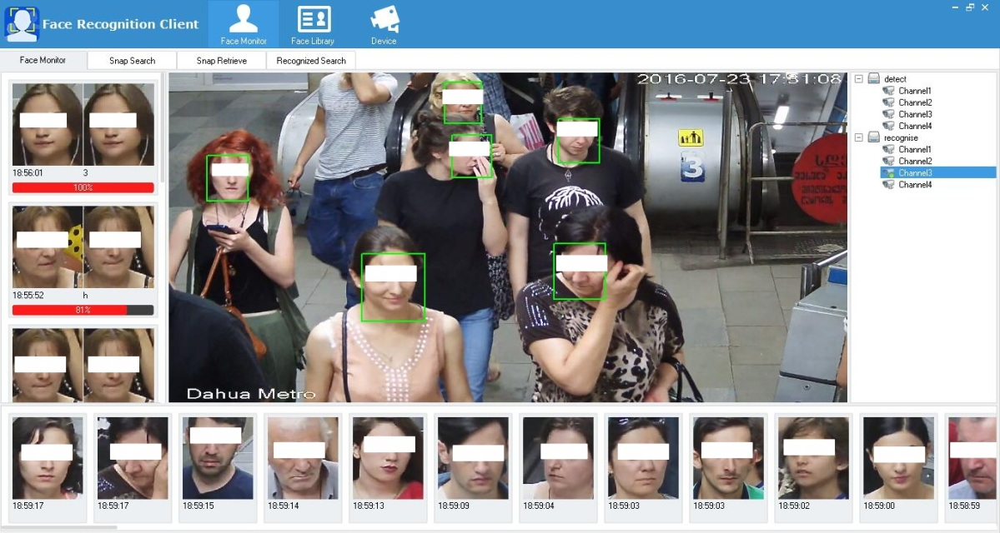 Face Recognition Client
Face Monitor
Face Library
Device
Face Monitor
Snap Search
Snap Retrieve
Recognized Search
18:56:01
3
100%
18:55:52
h
81%
2016-07-23 17:31:08
3
Dahua Metro
detect
Channel1
Channel2
Channel3
Channel4
recognise
Channel1
Channel2
Channel3
Channel4
18:59:17
18:59:17
18:59:15
18:59:14
18:59:13
18:59:09
18:59:04
18:59:03
18:59:03
18:59:02
18:59:00
18:58:59